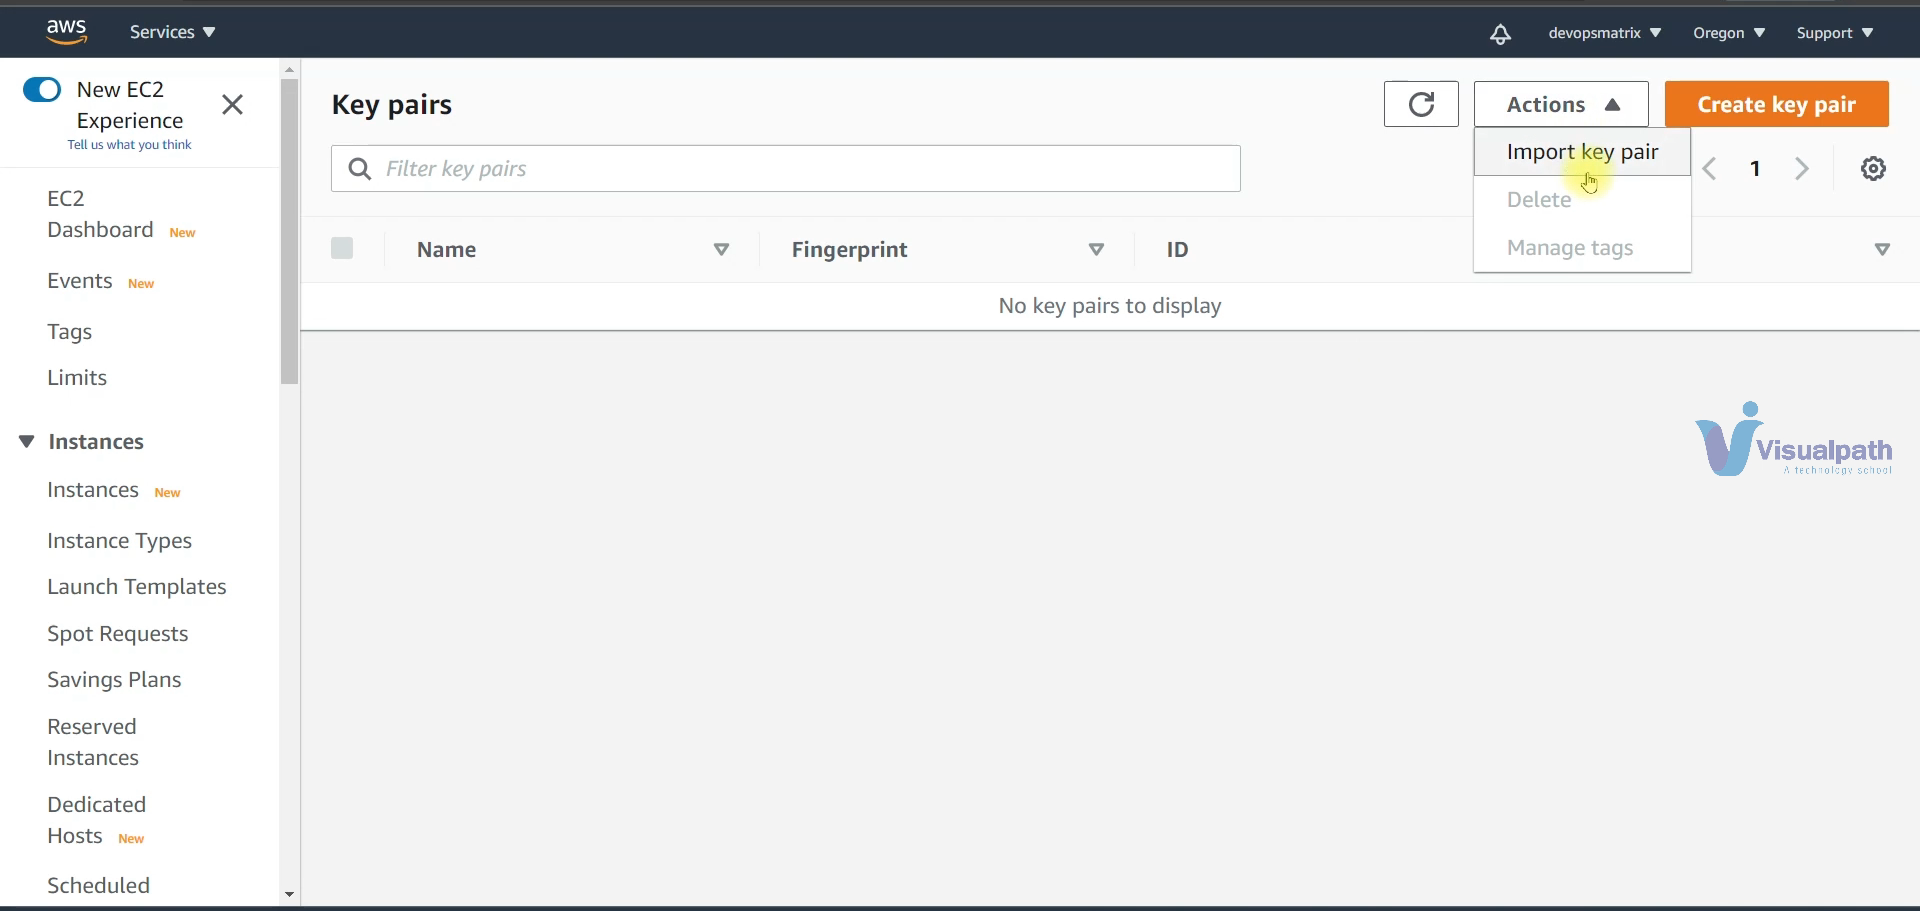 aws
Services
devopsmatrix
Oregon
Support
New EC2
Experience
Tell us what you think
Key pairs
Actions
Create key pair
Filter key pairs
Import key pair
Delete
Manage tags
1
Name
Fingerprint
ID
No key pairs to display
EC2
Dashboard New
Events New
Tags
Limits
Instances
Instances New
Instance Types
Launch Templates
Spot Requests
Savings Plans
Reserved
Instances
Dedicated
Hosts New
Scheduled
Visualpath
A technology school